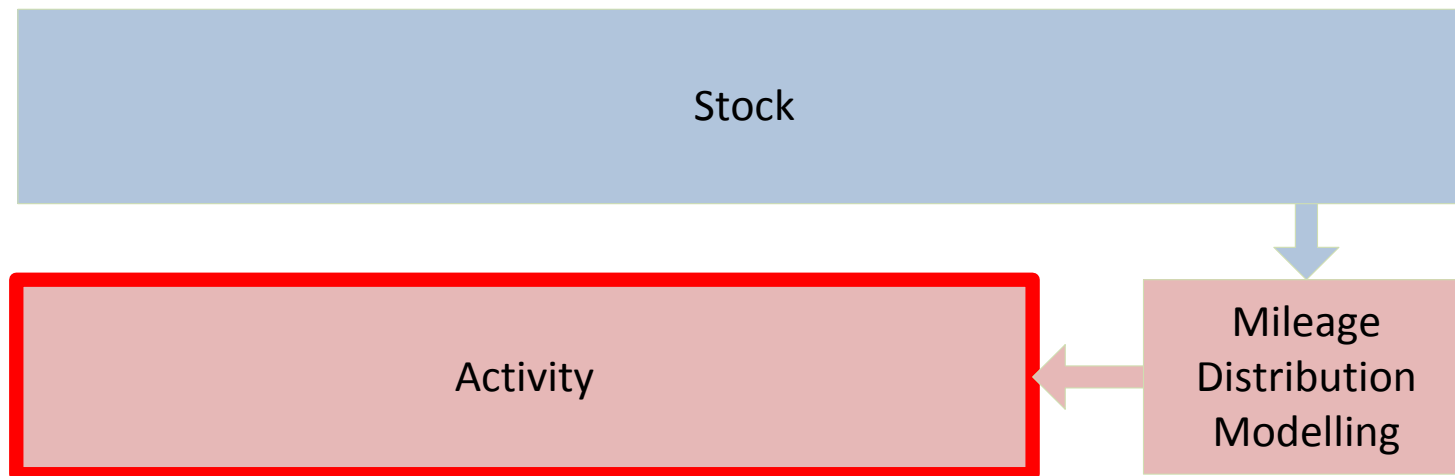 Stock
Activity
Mileage
Distribution
Modelling